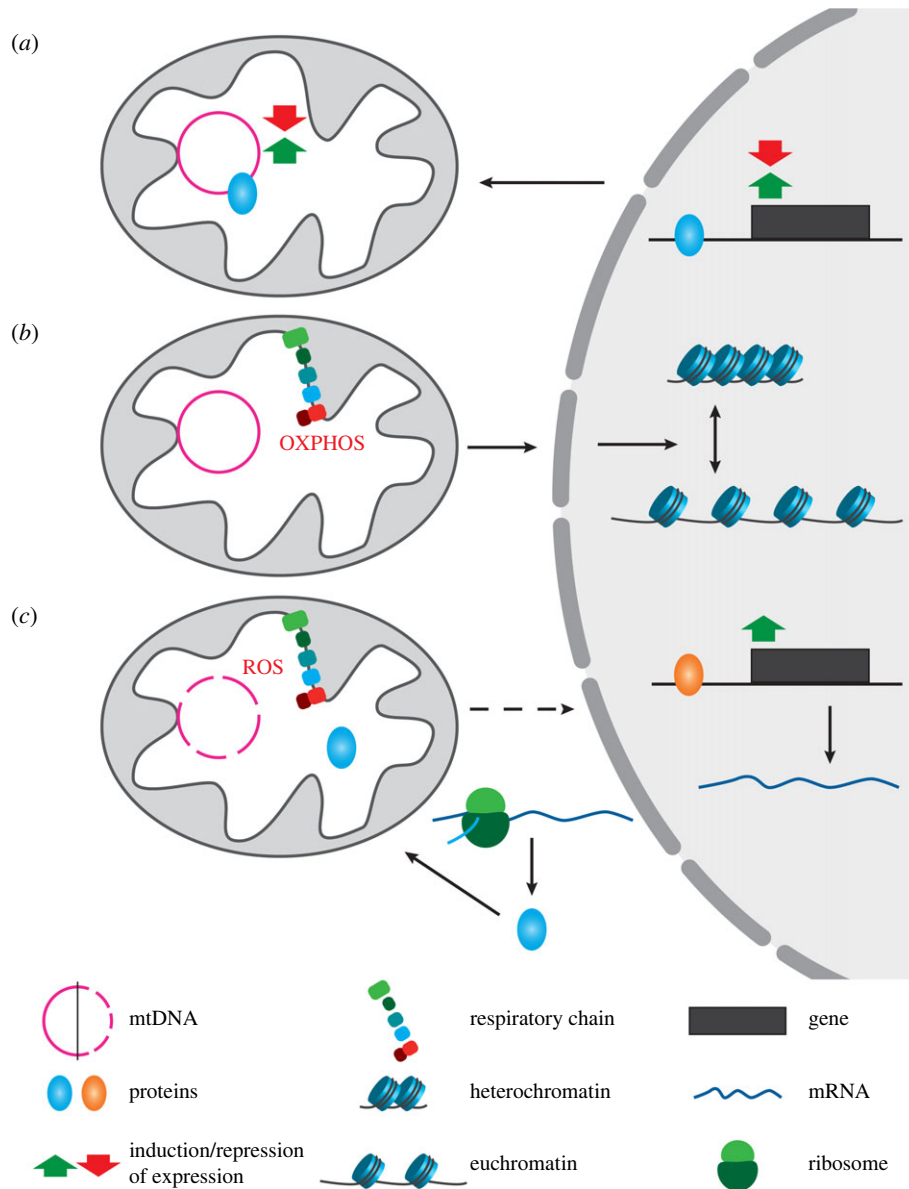 (a)
(b)
OXPHOS
(c)
ROS
mtDNA
respiratory chain
gene
proteins
heterochromatin
mRNA
induction/repression
of expression
euchromatin
ribosome